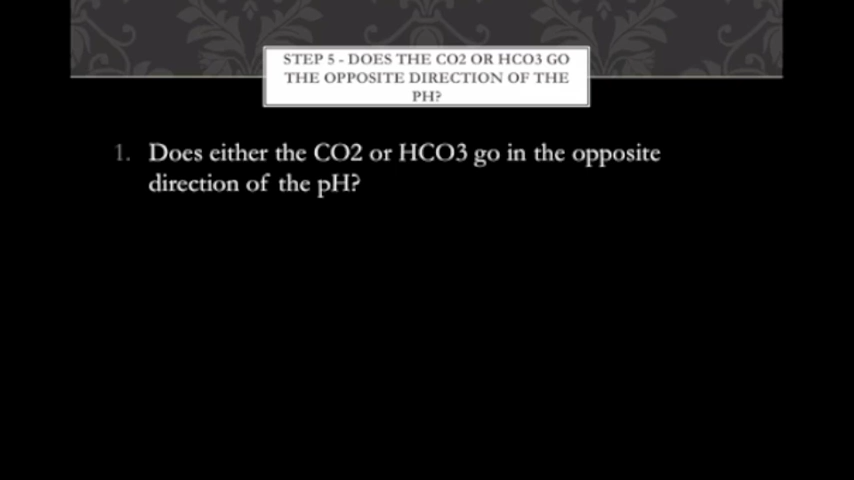 STEP 5 - DOES THE CO2 OR HCO3 GO
THE OPPOSITE DIRECTION OF THE
PH?
1. Does either the CO2 or HCO3 go in the opposite
direction of the pH?